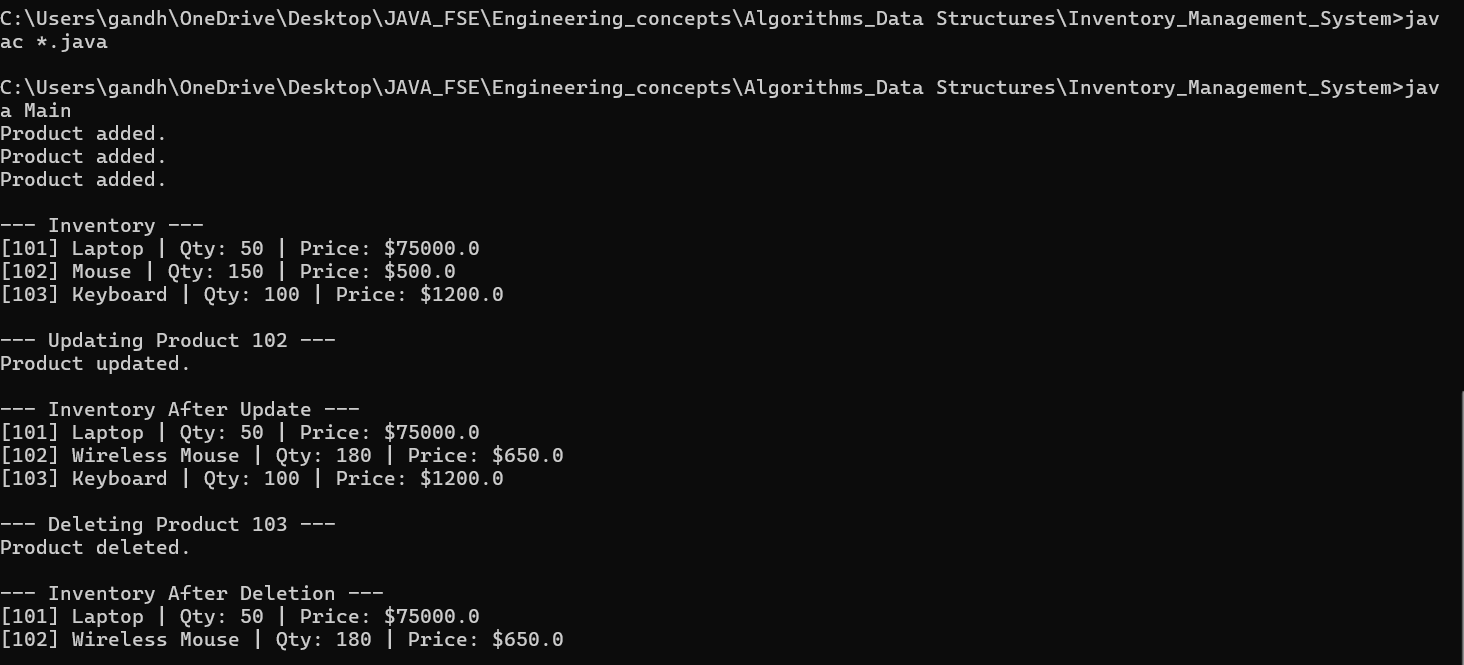 C:\Users\gandh\OneDrive\Desktop\JAVA_FSE\Engineering_concepts\Algorithms_Data Structures\Inventory_Management_System>jav
ac *.java
C:\Users\gandh\OneDrive\Desktop\JAVA_FSE\Engineering_concepts\Algorithms_Data Structures\Inventory_Management_System>jav
a Main
Product added.
Product added.
Product added.
--- Inventory ---
[101] Laptop | Qty: 50 | Price: $75000.0
[102] Mouse | Qty: 150 | Price: $500.0
[103] Keyboard | Qty: 100 | Price: $1200.0
--- Updating Product 102 ---
Product updated.
--- Inventory After Update ---
[101] Laptop | Qty: 50 | Price: $75000.0
[102] Wireless Mouse | Qty: 180 | Price: $650.0
[103] Keyboard | Qty: 100 | Price: $1200.0
--- Deleting Product 103 ---
Product deleted.
--- Inventory After Deletion ---
[101] Laptop | Qty: 50 | Price: $75000.0
[102] Wireless Mouse | Qty: 180 | Price: $650.0